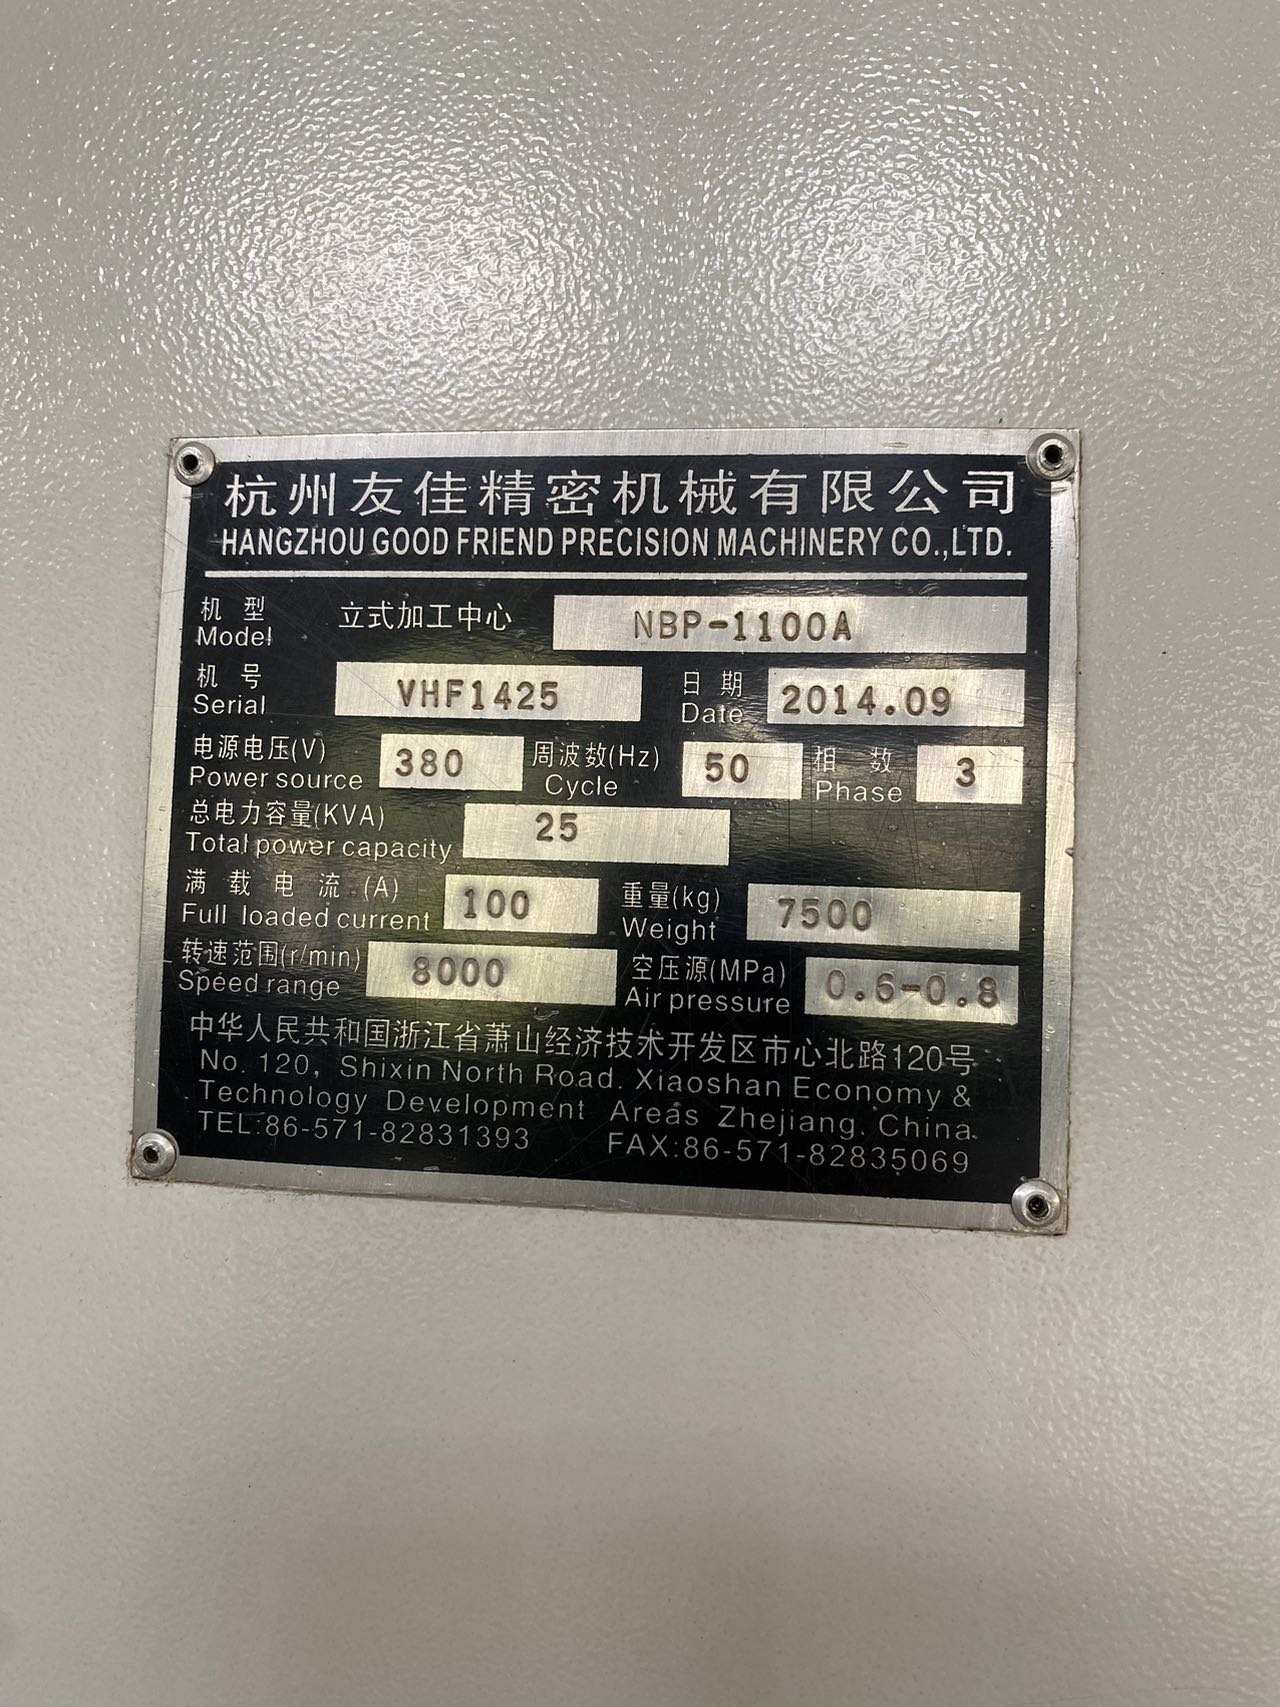 杭州友佳精密机械有限公司
HANGZHOU GOOD FRIEND PRECISION MACHINERY CO.,LTD.
机型 立式加工中心 NBP-1100A
Model
机号 VHF1425 日期 2014.09
Serial Date
电源电压(V) 380 周波数(Hz) 50 相数 3
Power source Cycle Phase
总电力容量(KVA) 25
Total power capacity
满载电流(A) 100 重量(kg) 7500
Full loaded current Weight
转速范围(r/min) 8000 空压源(MPa) 0.6-0.8
Speed range Air pressure
中华人民共和国浙江省萧山经济技术开发区市心北路120号
No. 120, Shixin North Road. Xiaoshan Economy &
Technology Development Areas Zhejiang. China.
TEL:86-571-82831393 FAX:86-571-82835069